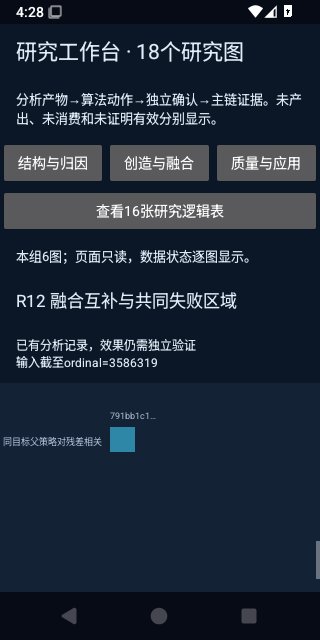 4:28
研究工作台 · 18个研究图
分析产物→算法动作→独立确认→主链证据。未产
出、未消费和未证明有效分别显示。
结构与归因
创造与融合
质量与应用
查看16张研究逻辑表
本组6图；页面只读，数据状态逐图显示。
R12 融合互补与共同失败区域
已有分析记录，效果仍需独立验证
输入截至ordinal=3586319
791bb1c1...
同目标父策略对残差相关